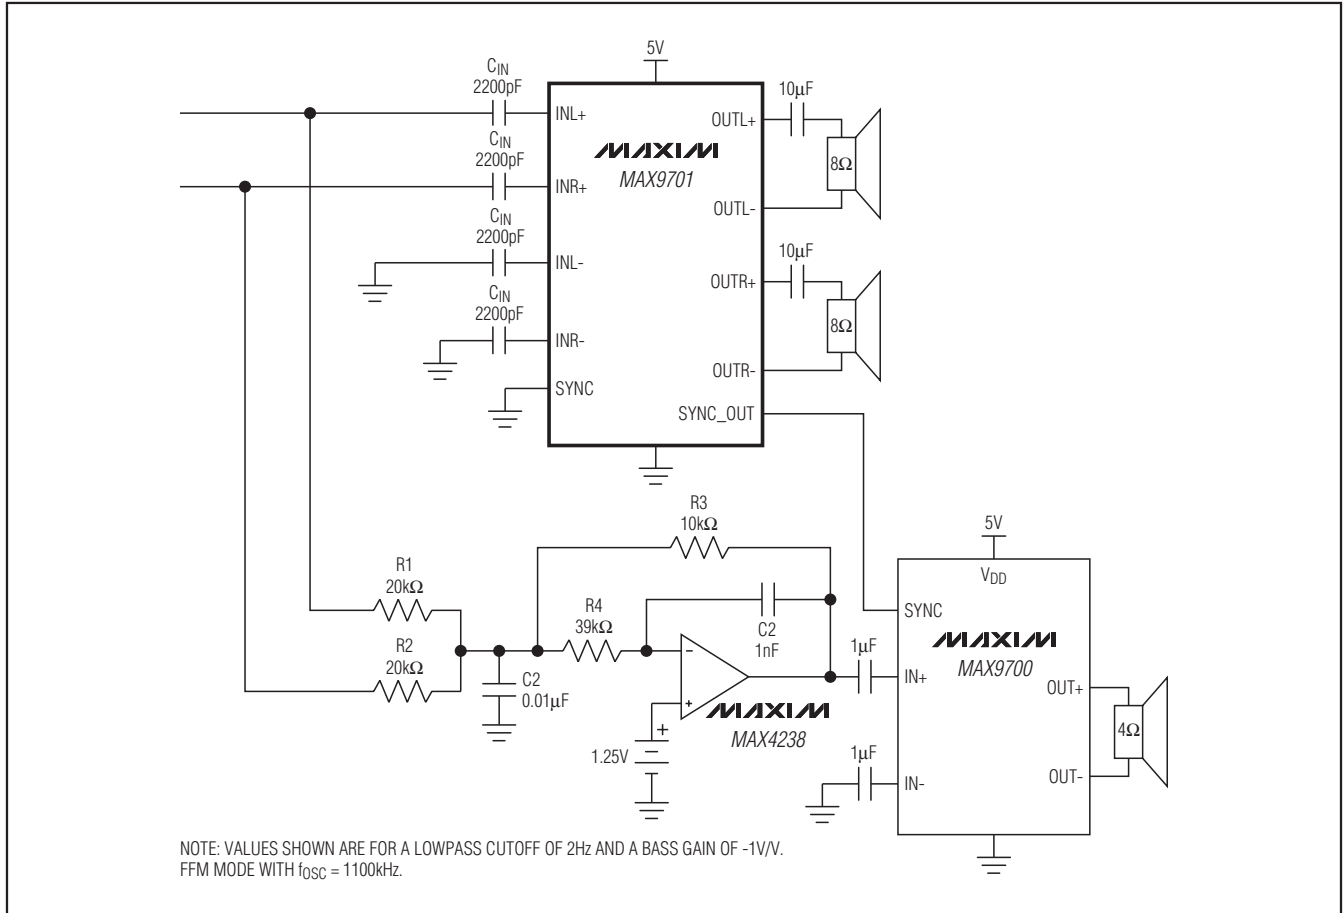 5V
CIN
2200pF
INL+
CIN
2200pF
INR+
CIN
2200pF
INL-
CIN
2200pF
INR-
SYNC
MAXIM
MAX9701
OUTL+
10μF
8Ω
OUTL-
OUTR+
10μF
8Ω
OUTR-
SYNC_OUT
R3
10kΩ
R1
20kΩ
R2
20kΩ
R4
39kΩ
C2
1nF
C2
0.01μF
-
+
+
1.25V
MAXIM
MAX4238
5V
VDD
SYNC
MAXIM
MAX9700
1μF
IN+
1μF
IN-
OUT+
4Ω
OUT-
NOTE: VALUES SHOWN ARE FOR A LOWPASS CUTOFF OF 2Hz AND A BASS GAIN OF -1V/V.
FFM MODE WITH fOSC = 1100kHz.